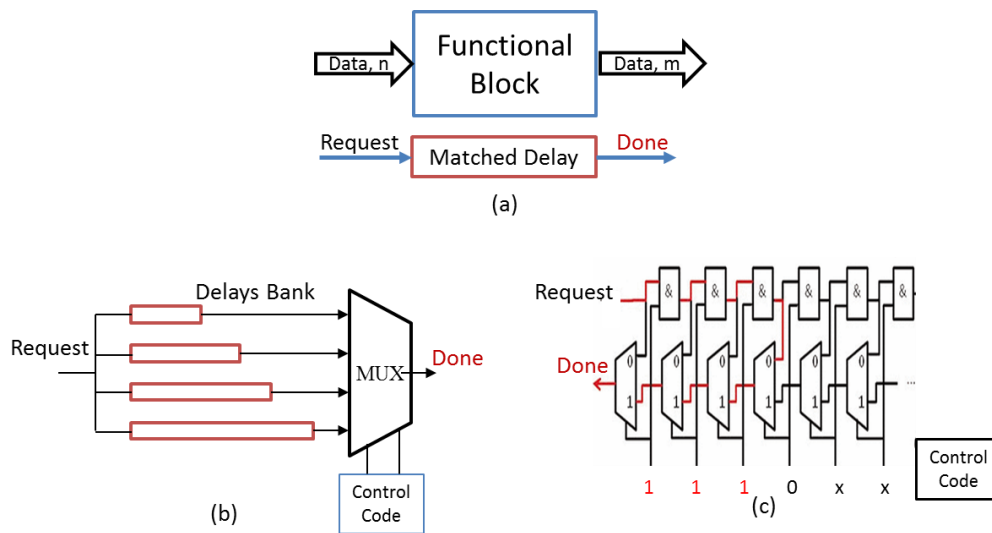 Functional
Block
Data, n
Data, m
Request
Matched Delay
Done
(a)
Delays Bank
Request
MUX
Done
Control
Code
(b)
Request
& & & & & &
Done
0 0 0 0 0 0
1 1 1 1 1 1
...
1 1 1 0 x x
Control
Code
(c)